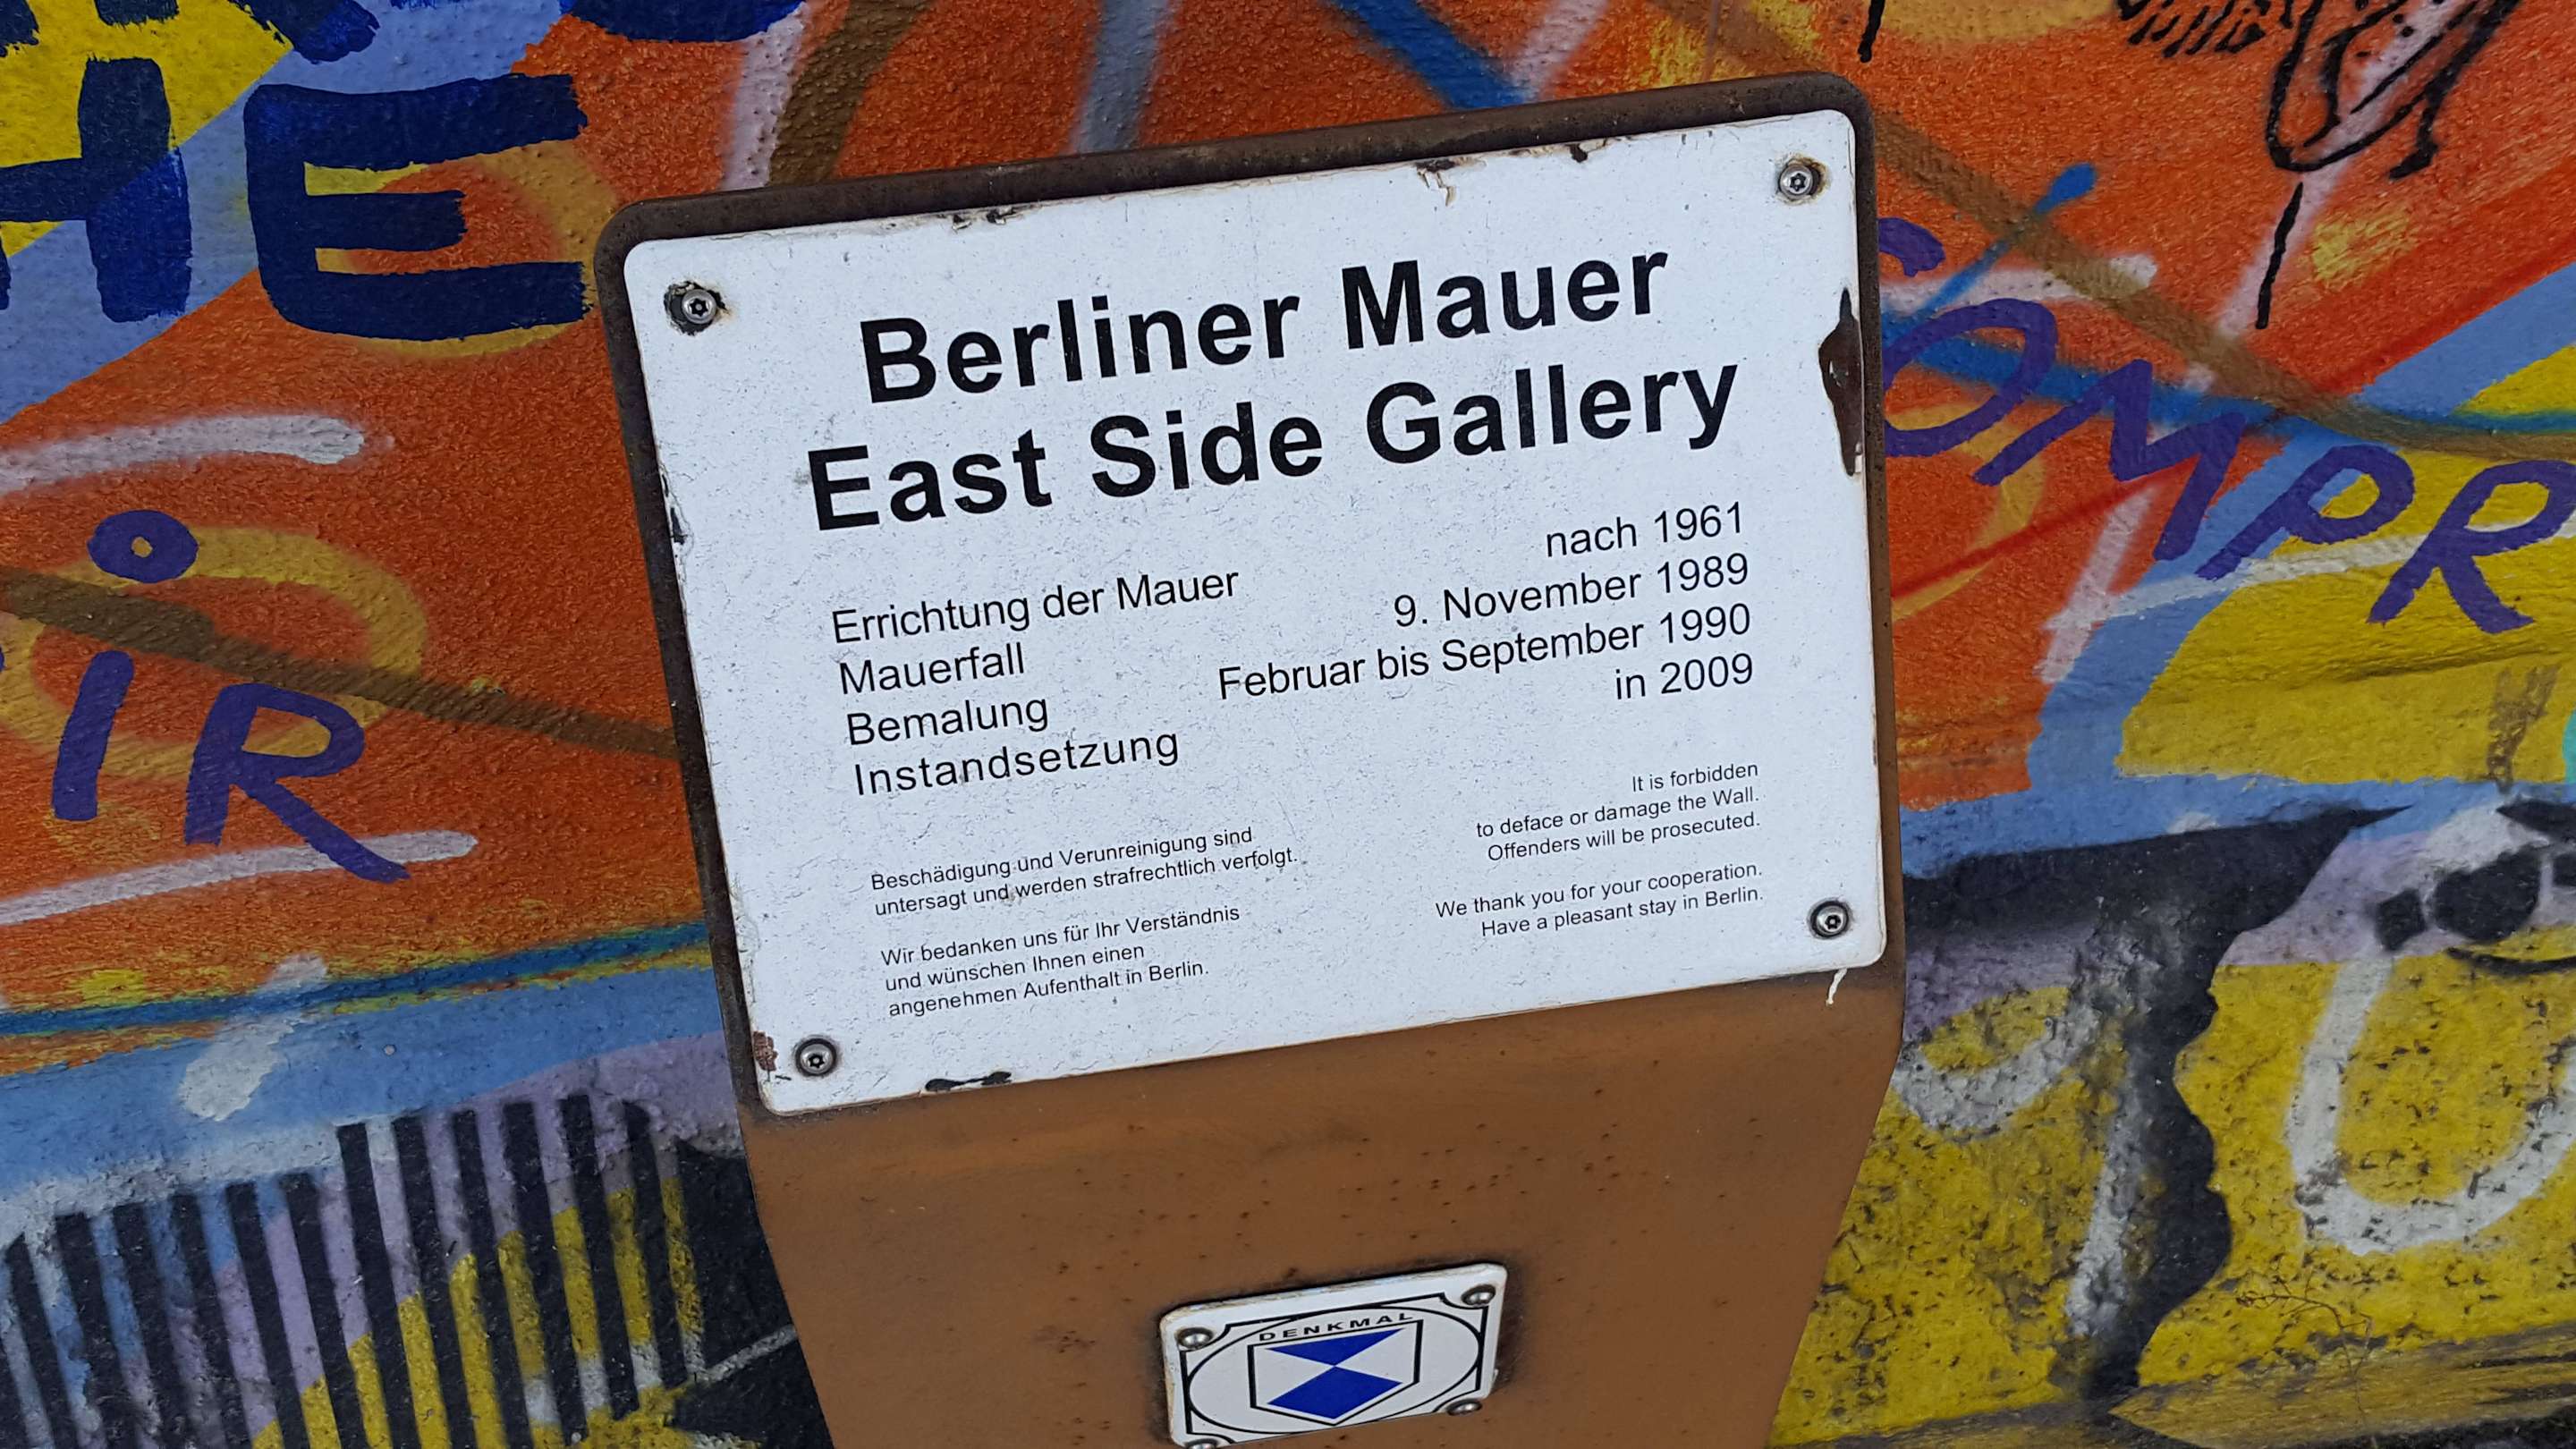 HE
IR
OMPR
Berliner Mauer
East Side Gallery
Errichtung der Mauer nach 1961
Mauerfall 9. November 1989
Bemalung Februar bis September 1990
Instandsetzung in 2009
Beschädigung und Verunreinigung sind
untersagt und werden strafrechtlich verfolgt.
Wir bedanken uns für Ihr Verständnis
und wünschen Ihnen einen
angenehmen Aufenthalt in Berlin.
It is forbidden
to deface or damage the Wall.
Offenders will be prosecuted.
We thank you for your cooperation.
Have a pleasant stay in Berlin.
DENKMAL